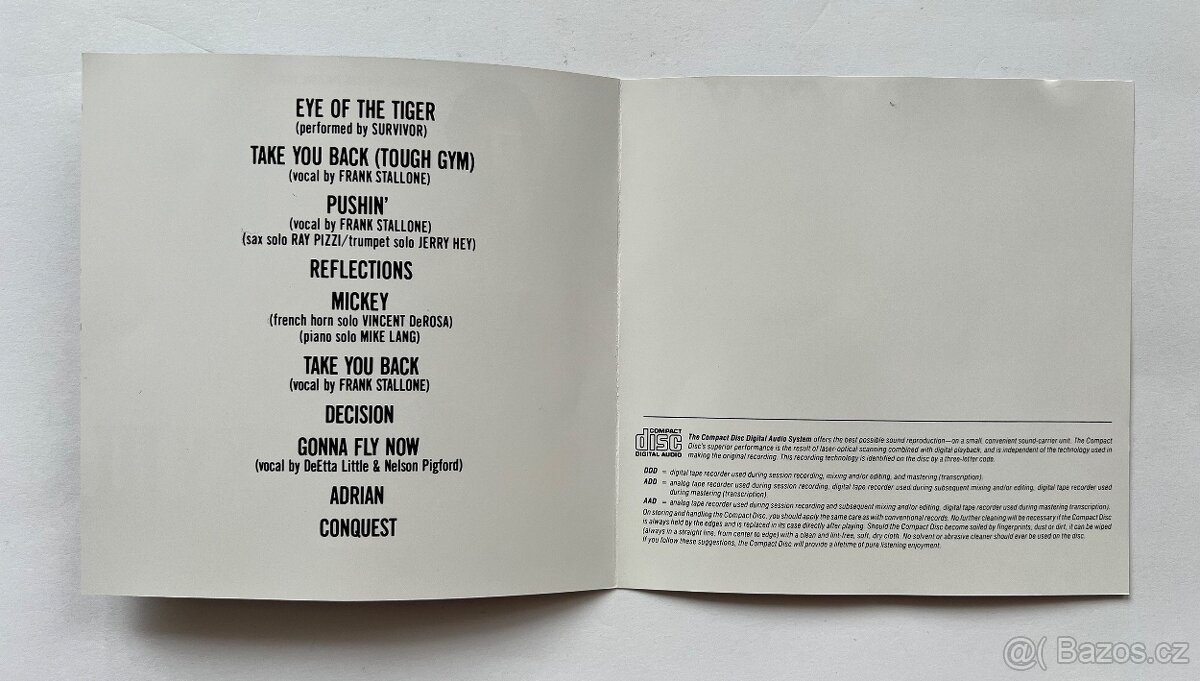 EYE OF THE TIGER
(performed by SURVIVOR)
TAKE YOU BACK (TOUGH GYM)
(vocal by FRANK STALLONE)
PUSHIN'
(vocal by FRANK STALLONE)
(sax solo RAY PIZZI/trumpet solo JERRY HEY)
REFLECTIONS
MICKEY
(french horn solo VINCENT DeROSA)
(piano solo MIKE LANG)
TAKE YOU BACK
(vocal by FRANK STALLONE)
DECISION
GONNA FLY NOW
(vocal by DeEtta Little & Nelson Pigford)
ADRIAN
CONQUEST
COMPACT
disc
DIGITAL AUDIO
The Compact Disc Digital Audio System offers the best possible sound reproduction—on a small, convenient sound-carrier unit. The Compact
Disc's superior performance is the result of laser-optical scanning combined with digital playback, and is independent of the technology used in
making the original recording. This recording technology is identified on the disc by a three-letter code.
DDD = digital tape recorder used during session recording, mixing and/or editing, and mastering (transcription).
ADD = analog tape recorder used during session recording, digital tape recorder used during subsequent mixing and/or editing, digital tape recorder used
during mastering (transcription).
AAD = analog tape recorder used during session recording and subsequent mixing and/or editing, digital tape recorder used during mastering (transcription).
On storing and handling the Compact Disc, you should apply the same care as with conventional records. No further cleaning will be necessary if the Compact Disc
is always held by the edges and is replaced in its case directly after playing. Should the Compact Disc become soiled by fingerprints, dust or dirt, it can be wiped
(always in a straight line, from center to edge) with a clean and lint-free, soft, dry cloth. No solvent or abrasive cleaner should ever be used on the disc.
If you follow these suggestions, the Compact Disc will provide a lifetime of pure listening enjoyment.
@( Bazos.cz